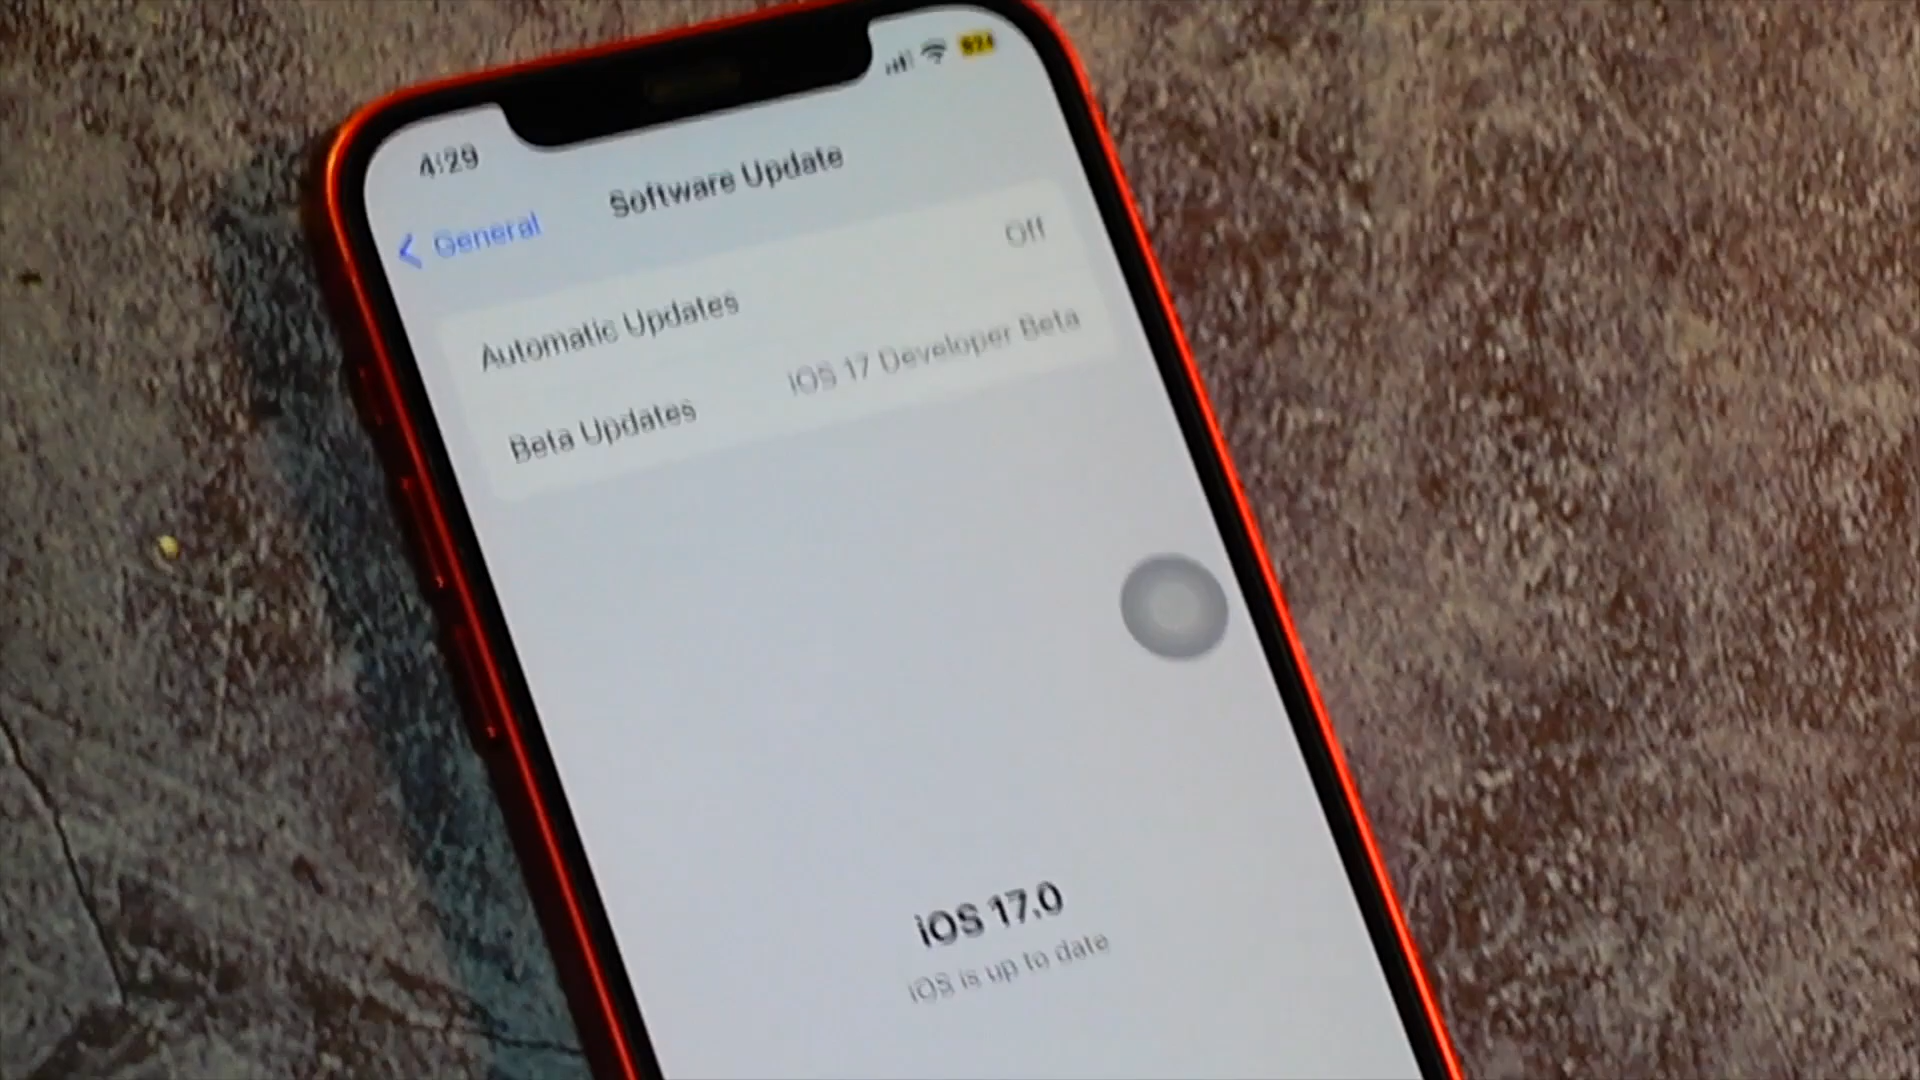 4:29
Software Update
General
Automatic Updates Off
Beta Updates iOS 17 Developer Beta
iOS 17.0
iOS is up to date